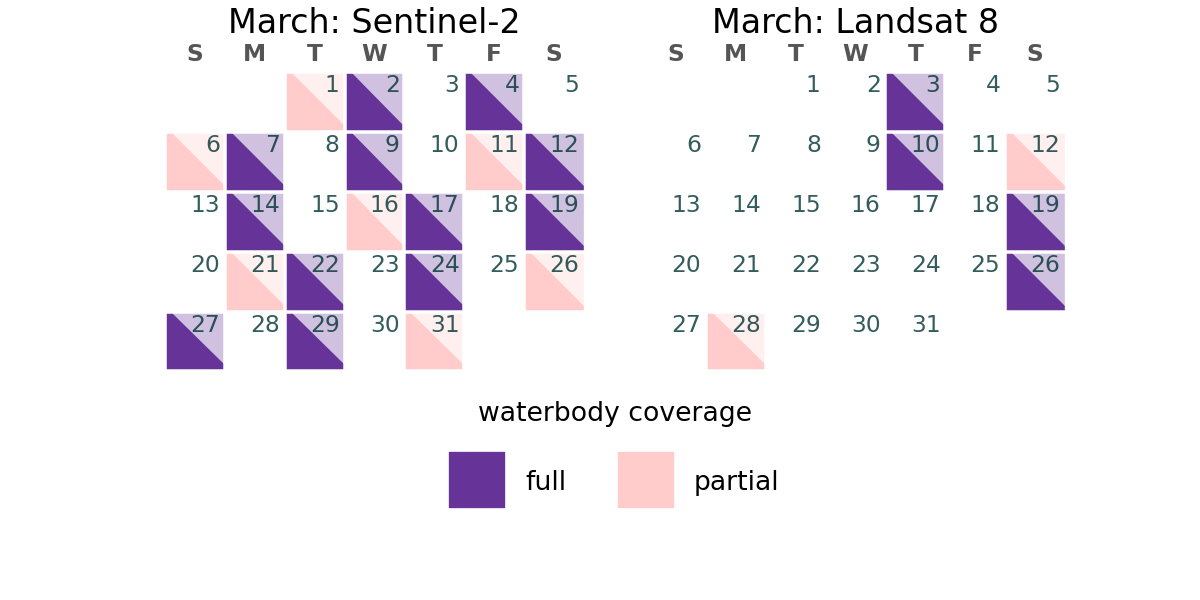 March: Sentinel-2
S M T W T F S
1 2 3 4 5
6 7 8 9 10 11 12
13 14 15 16 17 18 19
20 21 22 23 24 25 26
27 28 29 30 31
March: Landsat 8
S M T W T F S
1 2 3 4 5
6 7 8 9 10 11 12
13 14 15 16 17 18 19
20 21 22 23 24 25 26
27 28 29 30 31
waterbody coverage
full partial